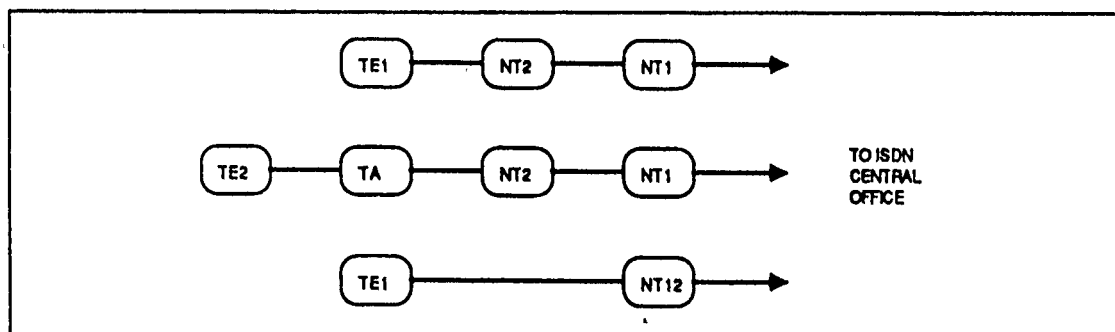 TE1 NT2 NT1
TE2 TA NT2 NT1
TO ISDN
CENTRAL
OFFICE
TE1 NT12